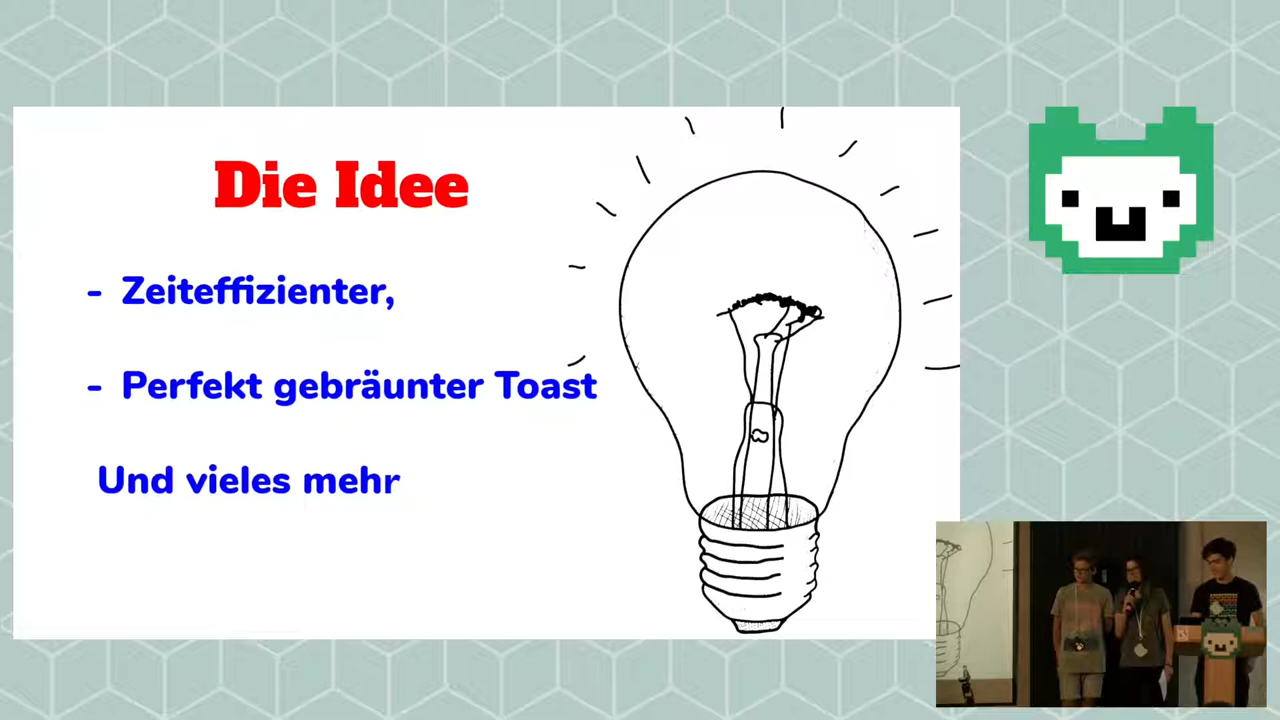 Die Idee
- Zeiteffizienter,
- Perfekt gebräunter Toast
Und vieles mehr